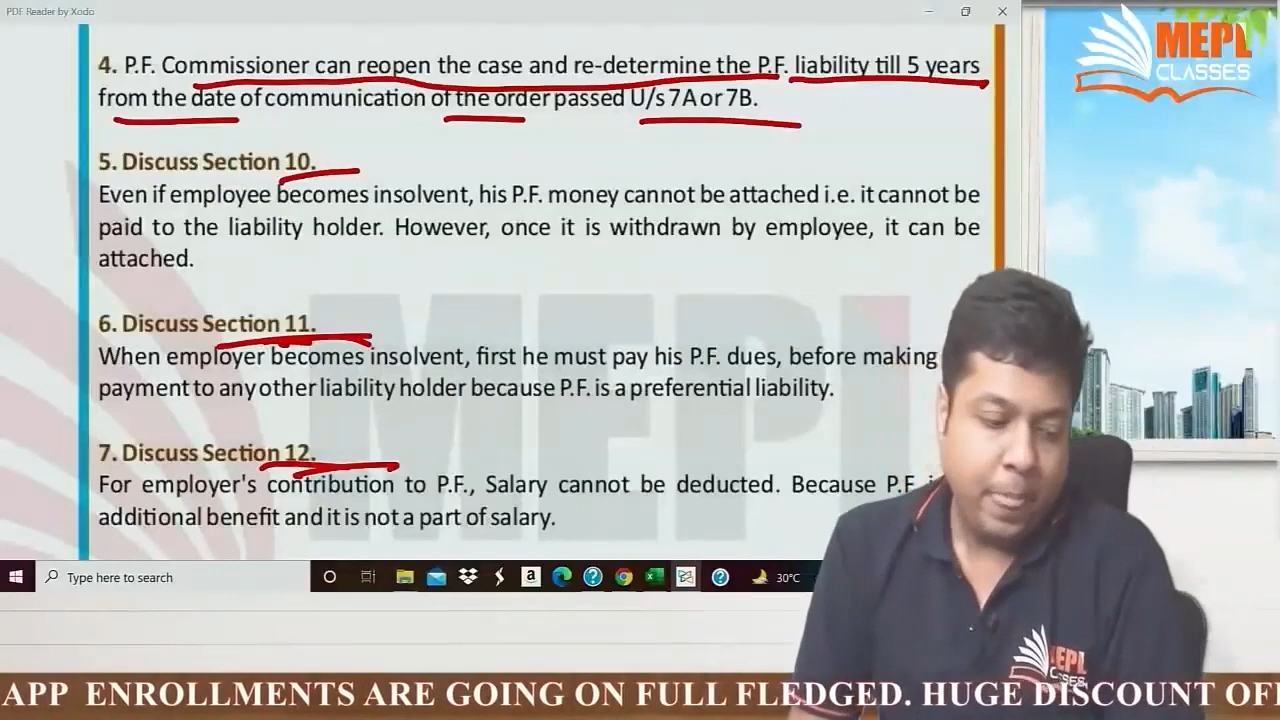 PDF Reader by Xodo
MEPL
CLASSES
4. P.F. Commissioner can reopen the case and re-determine the P.F. liability till 5 years
from the date of communication of the order passed U/s 7A or 7B.
5. Discuss Section 10.
Even if employee becomes insolvent, his P.F. money cannot be attached i.e. it cannot be
paid to the liability holder. However, once it is withdrawn by employee, it can be
attached.
6. Discuss Section 11.
When employer becomes insolvent, first he must pay his P.F. dues, before making
payment to any other liability holder because P.F. is a preferential liability.
7. Discuss Section 12.
For employer's contribution to P.F., Salary cannot be deducted. Because P.F
additional benefit and it is not a part of salary.
MEPL
Type here to search
30°C
MEPL
CLASSES
APP ENROLLMENTS ARE GOING ON FULL FLEDGED. HUGE DISCOUNT